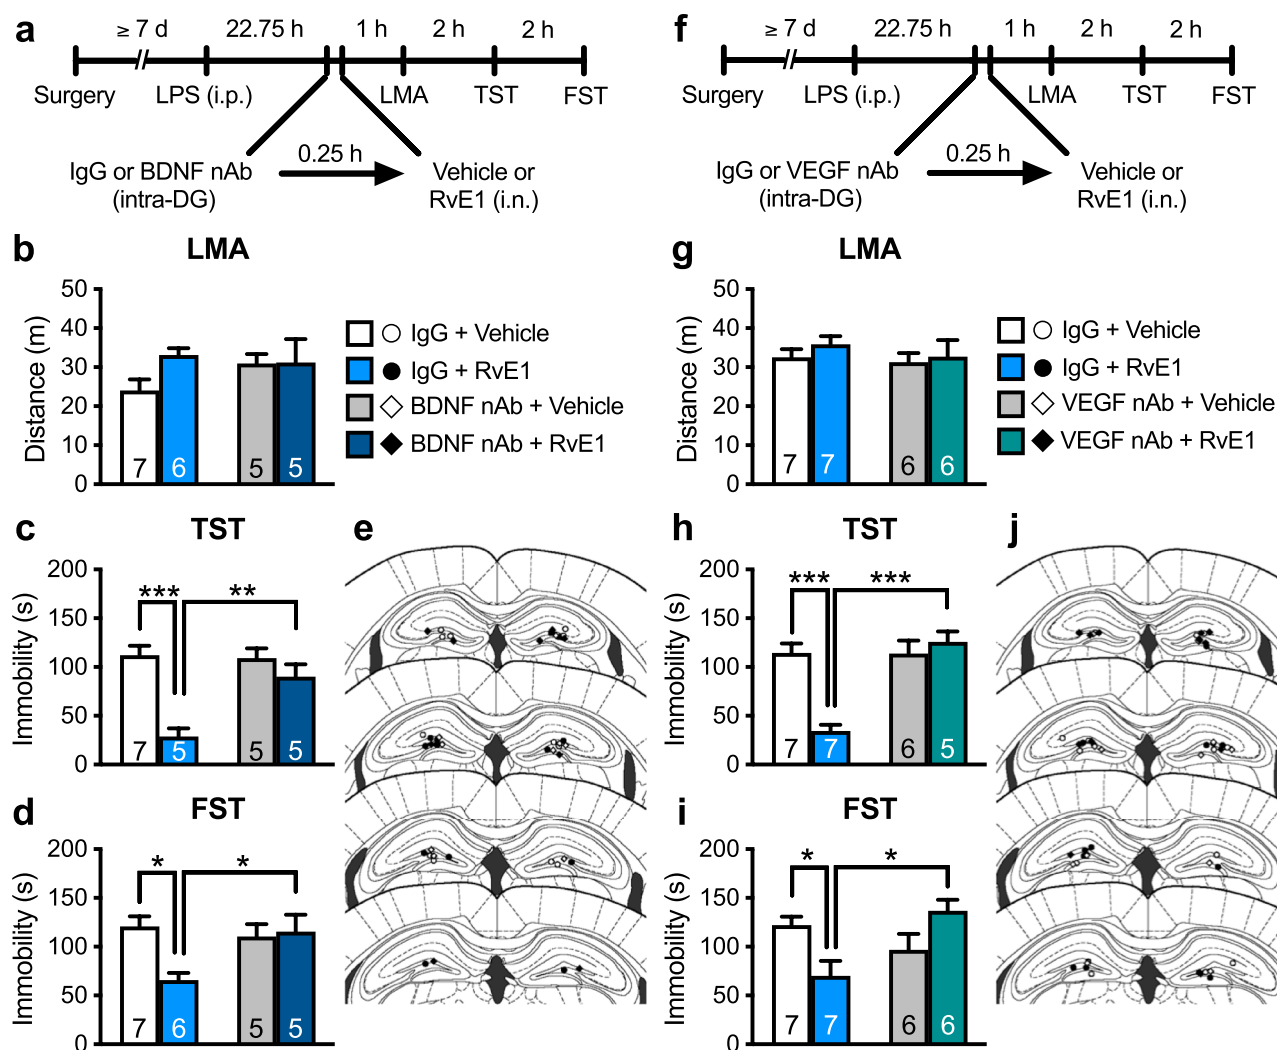 a
≥ 7 d 22.75 h 1 h 2 h 2 h
Surgery LPS (i.p.) LMA TST FST
IgG or BDNF nAb
(intra-DG)
0.25 h
Vehicle or
RvE1 (i.n.)
f
≥ 7 d 22.75 h 1 h 2 h 2 h
Surgery LPS (i.p.) LMA TST FST
IgG or VEGF nAb
(intra-DG)
0.25 h
Vehicle or
RvE1 (i.n.)
b
LMA
Distance (m)
50
40
30
20
10
0
7 6 5 5
IgG + Vehicle
IgG + RvE1
BDNF nAb + Vehicle
BDNF nAb + RvE1
g
LMA
Distance (m)
50
40
30
20
10
0
7 7 6 6
IgG + Vehicle
IgG + RvE1
VEGF nAb + Vehicle
VEGF nAb + RvE1
c
TST
Immobility (s)
200
150
100
50
0
*** **
7 5 5 5
e
h
TST
Immobility (s)
200
150
100
50
0
*** ***
7 7 6 5
j
d
FST
Immobility (s)
200
150
100
50
0
* *
7 6 5 5
i
FST
Immobility (s)
200
150
100
50
0
* *
7 7 6 6